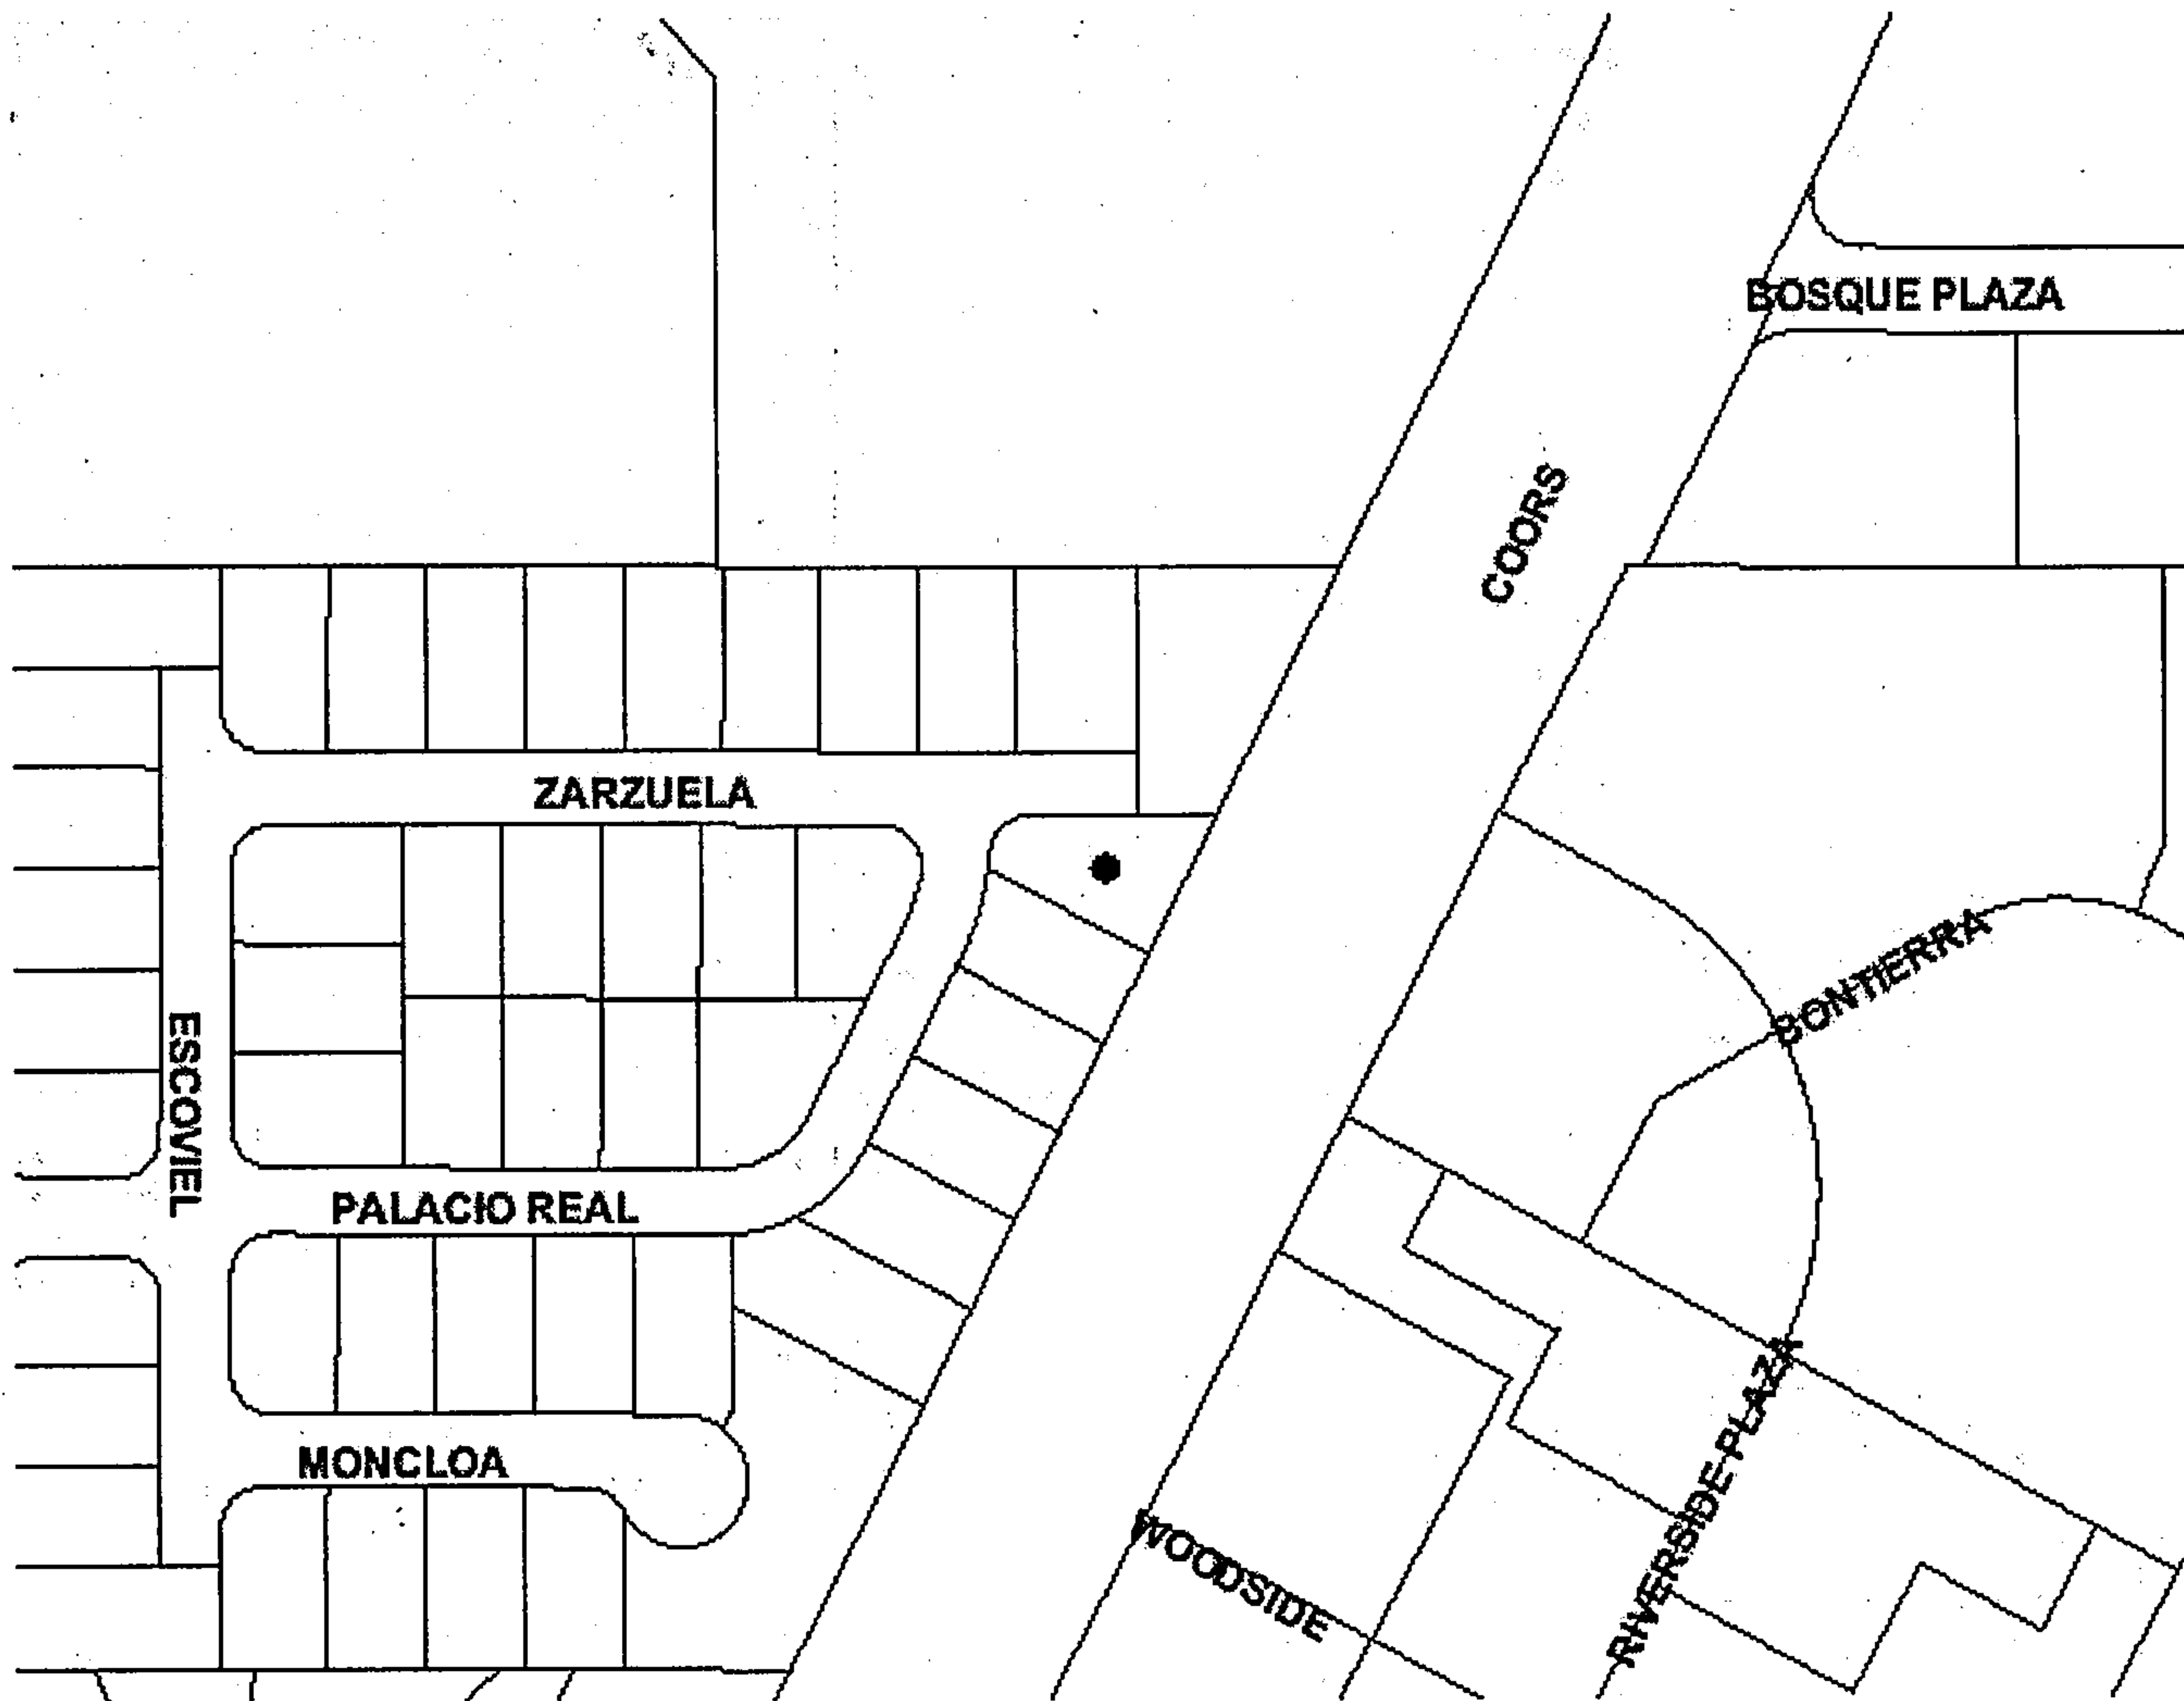 BOSQUE PLAZA
COORS
ZARZUELA
BONTIERRA
ESCOVIEL
PALACIO REAL
RIVERSIDE PLAZA
MONCLOA
WOODSIDE